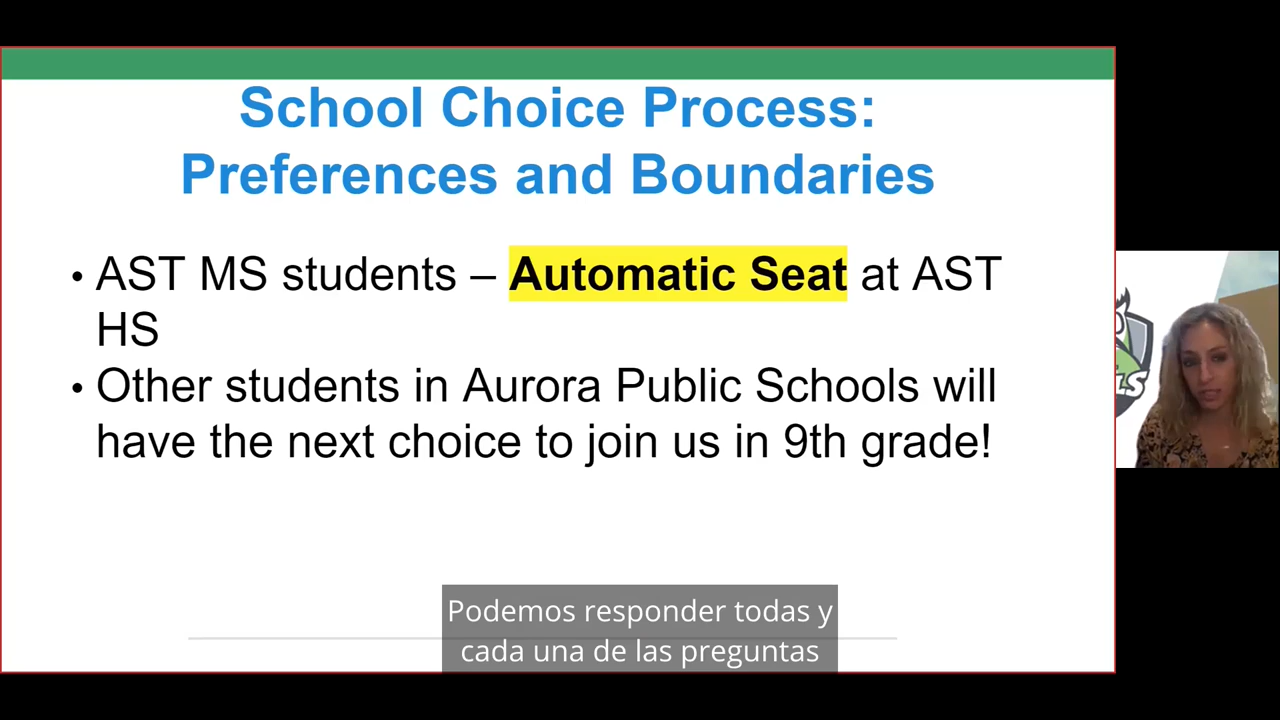 School Choice Process:
Preferences and Boundaries
• AST MS students – Automatic Seat at AST
HS
• Other students in Aurora Public Schools will
have the next choice to join us in 9th grade!
Podemos responder todas y
cada una de las preguntas